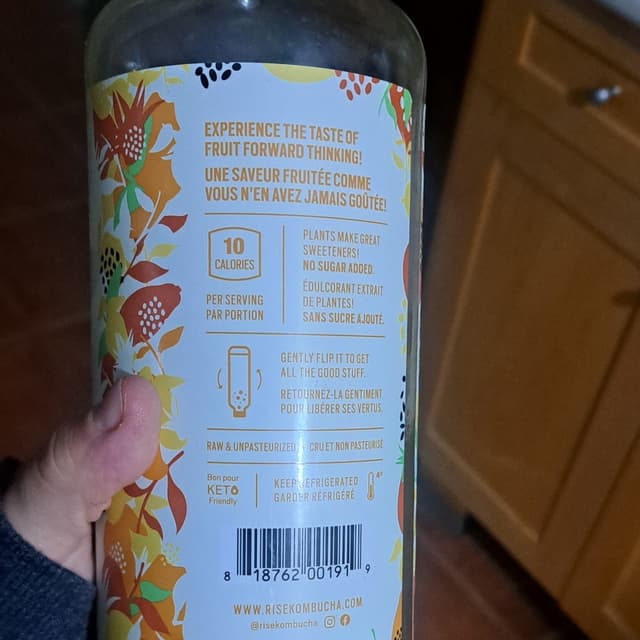 EXPERIENCE THE TASTE OF
FRUIT FORWARD THINKING!
UNE SAVEUR FRUITÉE COMME
VOUS N'EN AVEZ JAMAIS GOÛTÉE!
10
CALORIES
PER SERVING
PAR PORTION
PLANTS MAKE GREAT
SWEETENERS!
NO SUGAR ADDED.
ÉDULCORANT EXTRAIT
DE PLANTES!
SANS SUCRE AJOUTÉ.
GENTLY FLIP IT TO GET
ALL THE GOOD STUFF.
RETOURNEZ-LA GENTIMENT
POUR LIBÉRER SES VERTUS.
RAW & UNPASTEURIZED • CRU ET NON PASTEURISÉ
Bon pour
KETO
Friendly
KEEP REFRIGERATED
GARDER RÉFRIGÉRÉ
4°
8 18762 00191 9
WWW.RISEKOMBUCHA.COM
@risekombucha